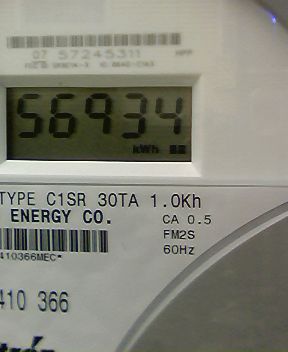 07 57245311
56934
kWh
TYPE C1SR 30TA 1.0Kh
ENERGY CO.
CA 0.5
FM2S
60Hz
410366MEC*
410 366